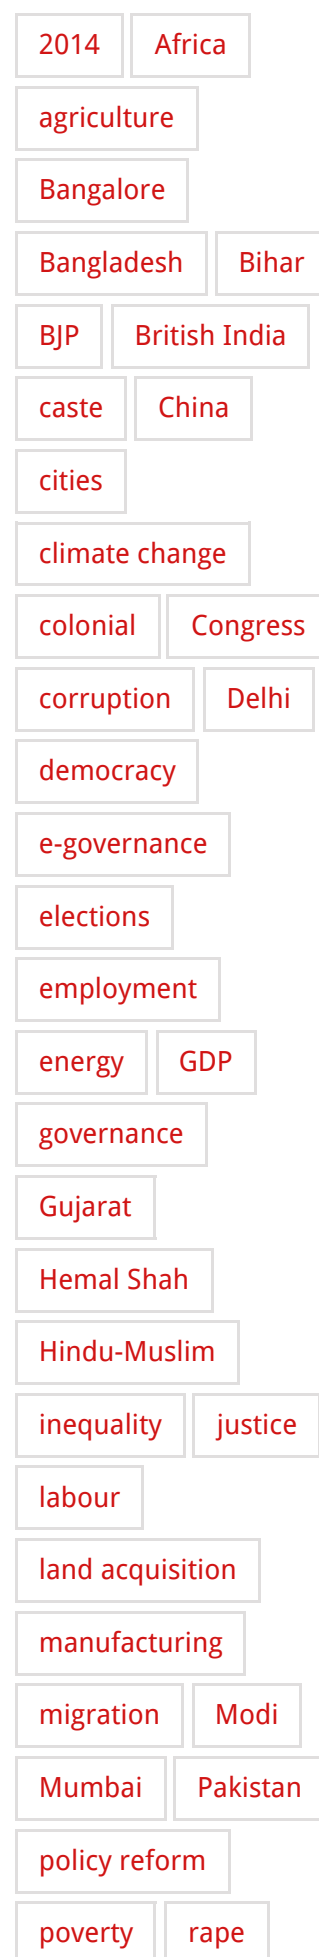 2014 Africa
agriculture
Bangalore
Bangladesh Bihar
BJP British India
caste China
cities
climate change
colonial Congress
corruption Delhi
democracy
e-governance
elections
employment
energy GDP
governance
Gujarat
Hemal Shah
Hindu-Muslim
inequality justice
labour
land acquisition
manufacturing
migration Modi
Mumbai Pakistan
policy reform
poverty rape